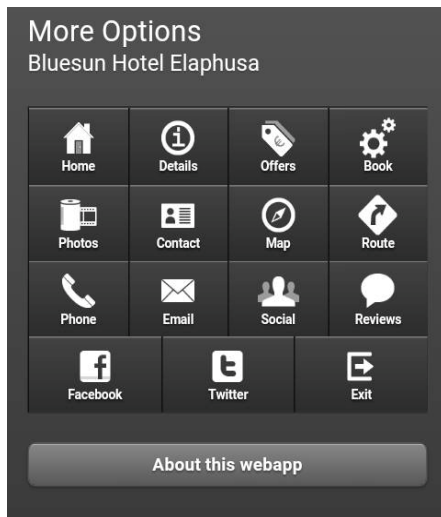 More Options
Bluesun Hotel Elaphusa
Home Details Offers Book
Photos Contact Map Route
Phone Email Social Reviews
Facebook Twitter Exit
About this webapp